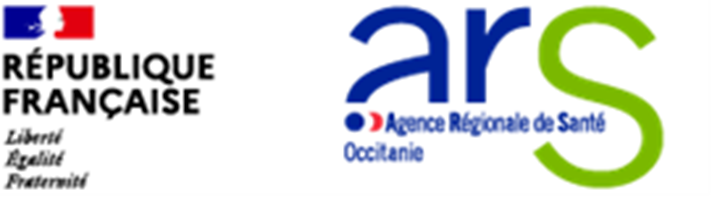 RÉPUBLIQUE
FRANÇAISE
Liberté
Égalité
Fraternité
ars
Agence Régionale de Santé
Occitanie